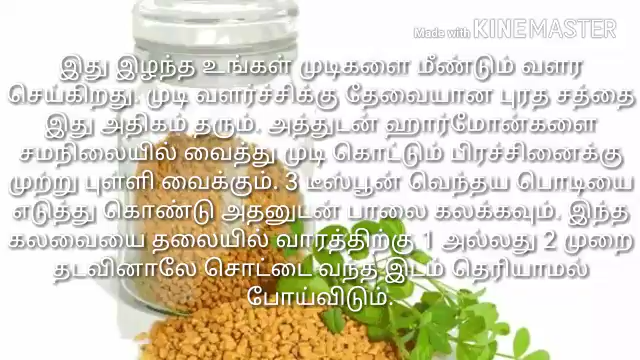 Made with KINEMASTER
இது இழந்த உங்கள் முடிகளை மீண்டும் வளர
செய்கிறது. முடி வளர்ச்சிக்கு தேவையான புரத சத்தை
இது அதிகம் தரும். அத்துடன் ஹார்மோன்களை
சமநிலையில் வைத்து முடி கொட்டும் பிரச்சினைக்கு
முற்று புள்ளி வைக்கும். 3 டீஸ்பூன் வெந்தய பொடியை
எடுத்து கொண்டு அதனுடன் பாலை கலக்கவும். இந்த
கலவையை தலையில் வாரத்திற்கு 1 அல்லது 2 முறை
தடவினாலே சொட்டை வந்த இடம் தெரியாமல்
போய்விடும்.